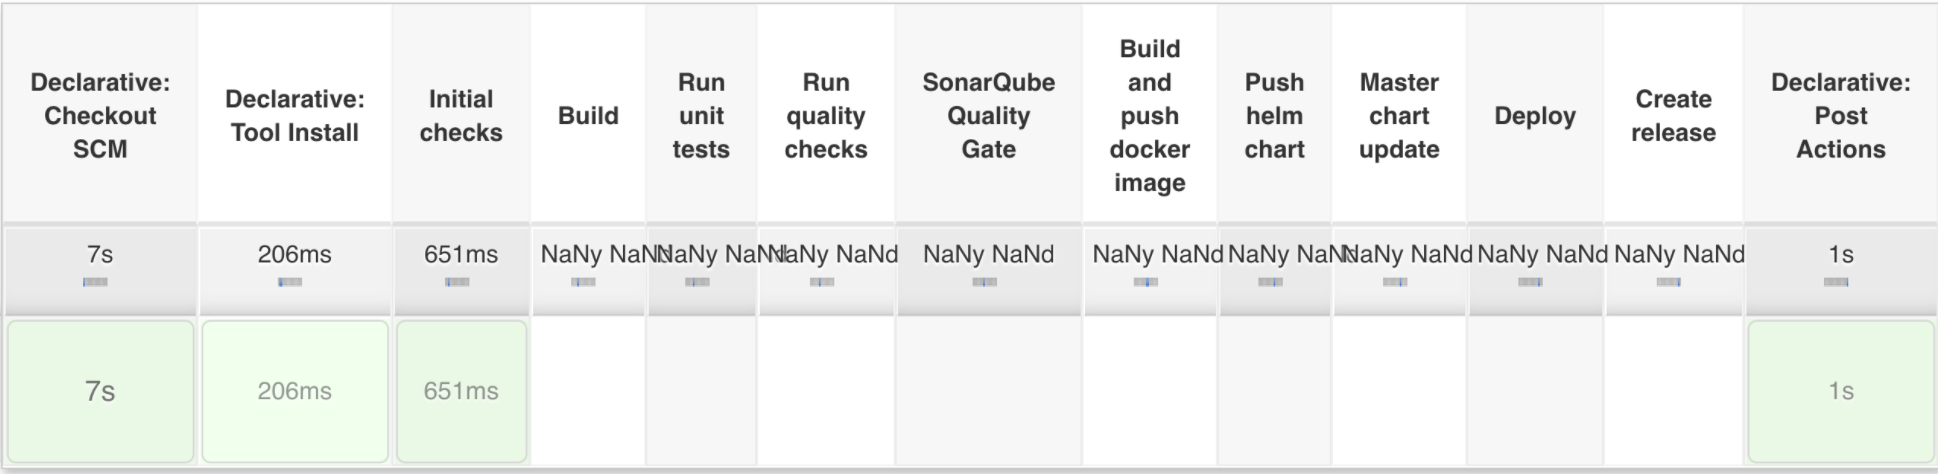 Declarative:
Checkout
SCM
Declarative:
Tool Install
Initial
checks
Build
Run
unit
tests
Run
quality
checks
SonarQube
Quality
Gate
Build
and
push
docker
image
Push
helm
chart
Master
chart
update
Deploy
Create
release
Declarative:
Post
Actions
7s
206ms
651ms
NaNy NaNd
NaNy NaNd
NaNy NaNd
NaNy NaNd
NaNy NaNd
NaNy NaNd
NaNy NaNd
NaNy NaNd
NaNy NaNd
1s
7s
206ms
651ms
1s